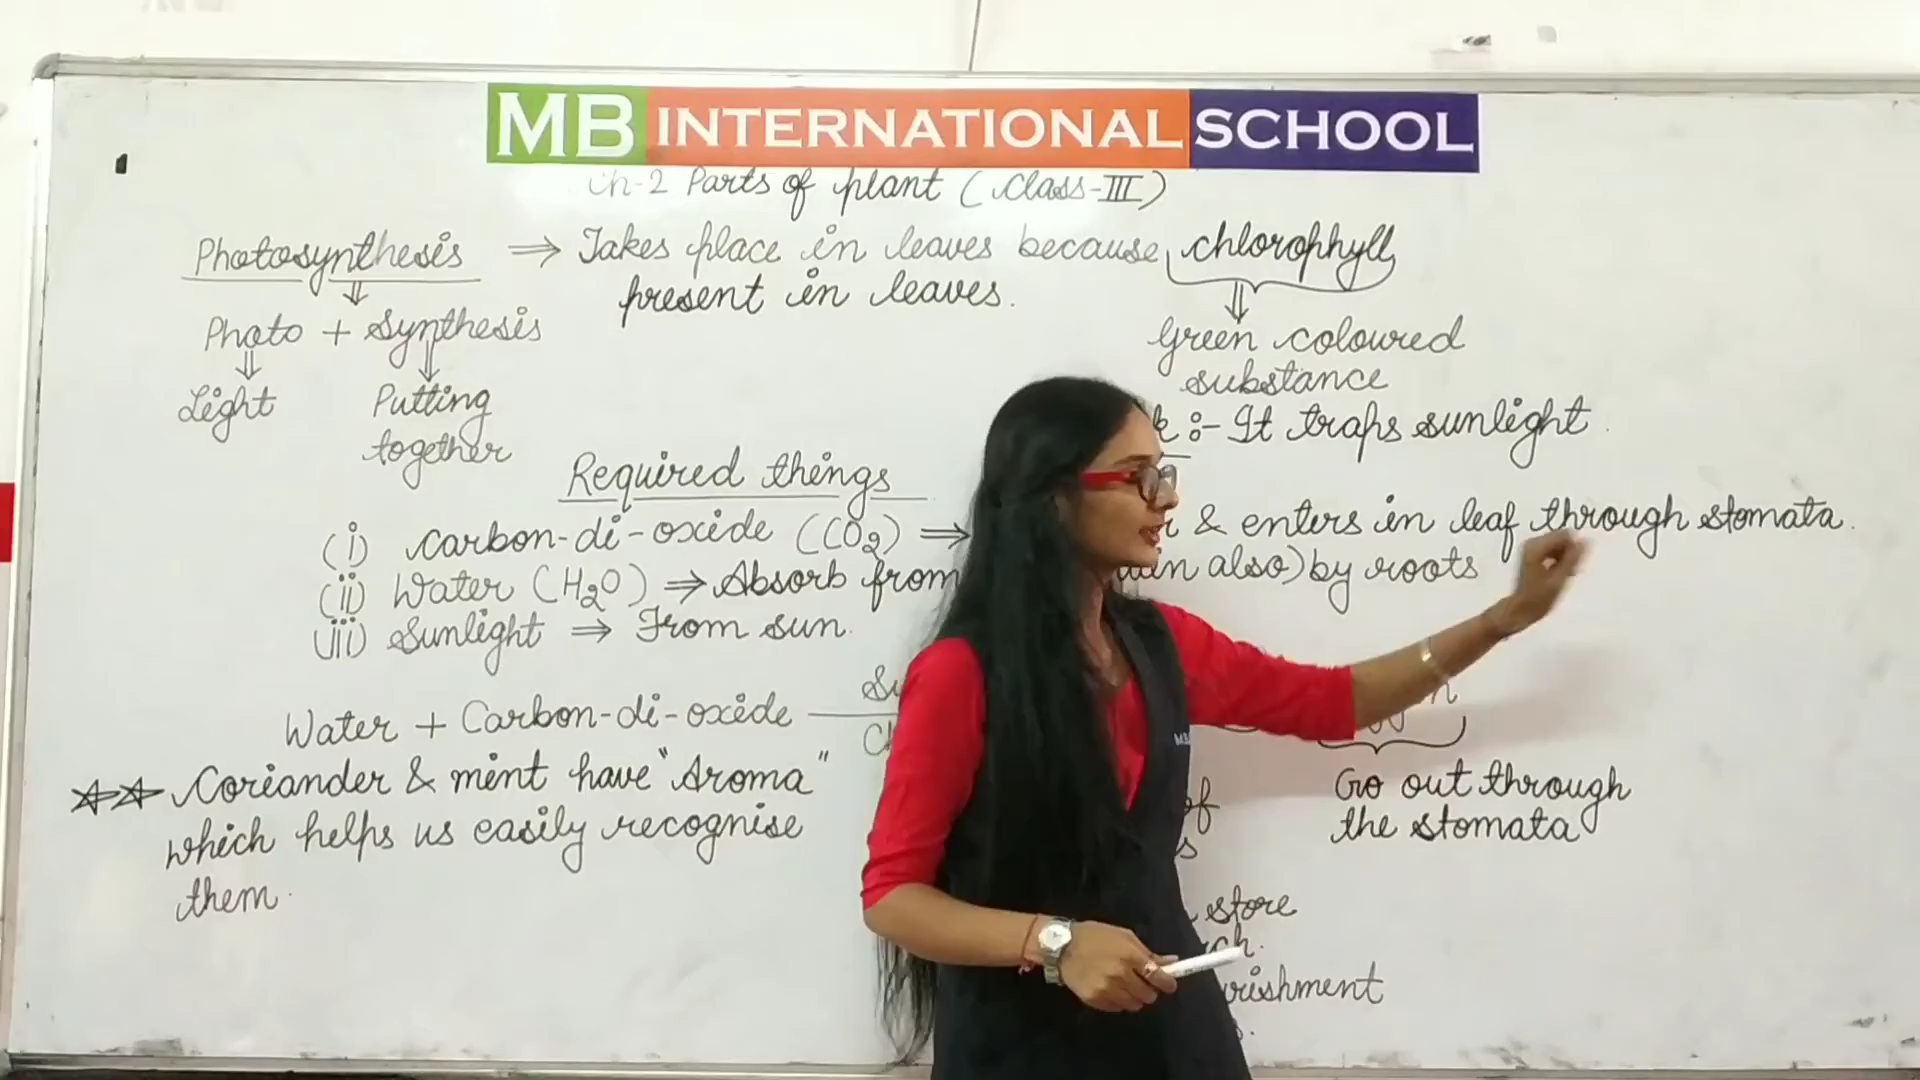 MB INTERNATIONAL SCHOOL
Ch-2 Parts of plant (Class-III)
Photosynthesis ⇒ Takes place in leaves because chlorophyll
present in leaves.
Photo + Synthesis
Light
Putting
together
Green coloured
substance
:- It traps sunlight.
Required things
(i) Carbon-di-oxide (CO2) ⇒ & enters in leaf through stomata.
(ii) Water (H2O) ⇒ Absorb from also) by roots
(iii) Sunlight ⇒ From sun.
Water + Carbon-di-oxide
** Coriander & mint have "Aroma"
which helps us easily recognise
them.
of
Go out through
the stomata
store